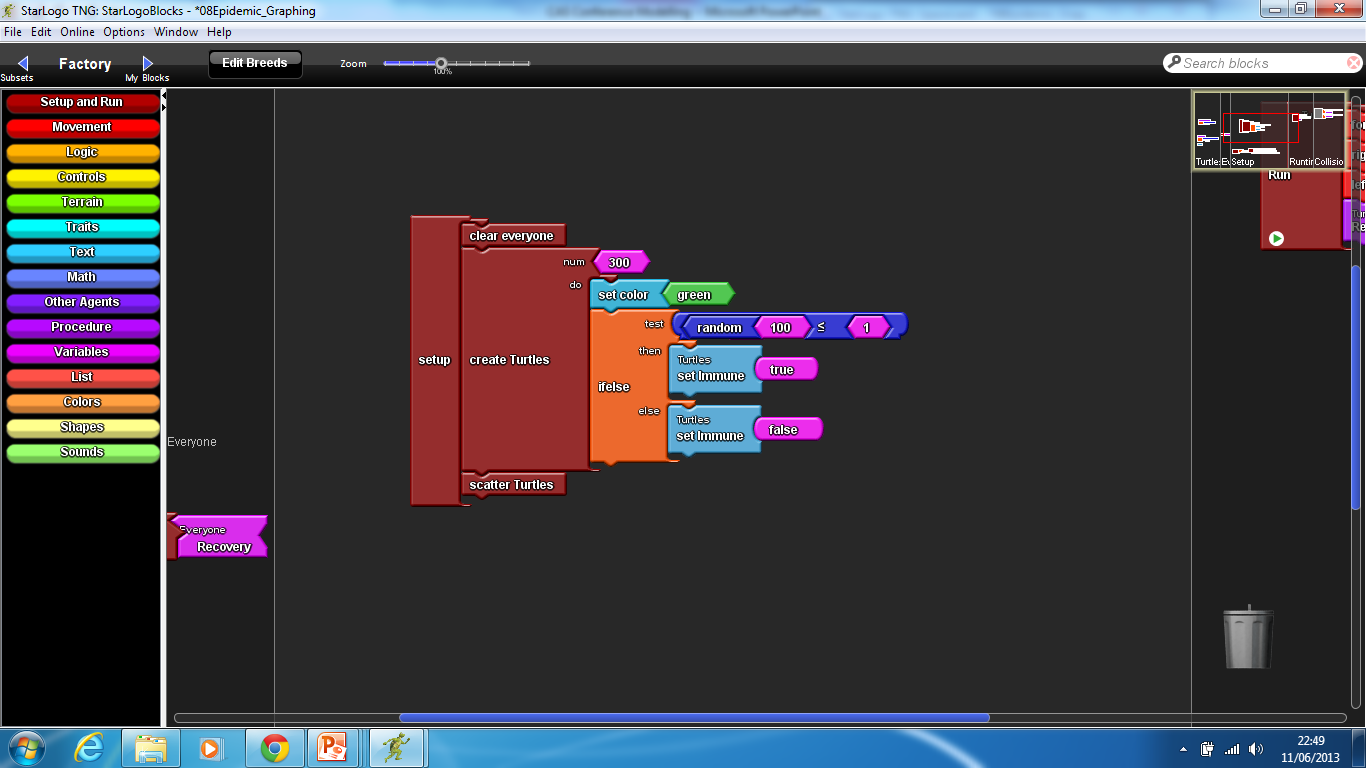 StarLogo TNG: StarLogoBlocks - *08Epidemic_Graphing
File Edit Online Options Window Help
Subsets
Factory
My Blocks
Edit Breeds
Zoom
100%
Search blocks
Setup and Run
Movement
Logic
Controls
Terrain
Traits
Text
Math
Other Agents
Procedure
Variables
List
Colors
Shapes
Sounds
Everyone
Everyone
Recovery
setup
clear everyone
create Turtles
num 300
do
set color green
ifelse
test random 100 ≤ 1
then
Turtles
set Immune true
else
Turtles
set Immune false
scatter Turtles
Setup
Collisio
Run
22:49
11/06/2013